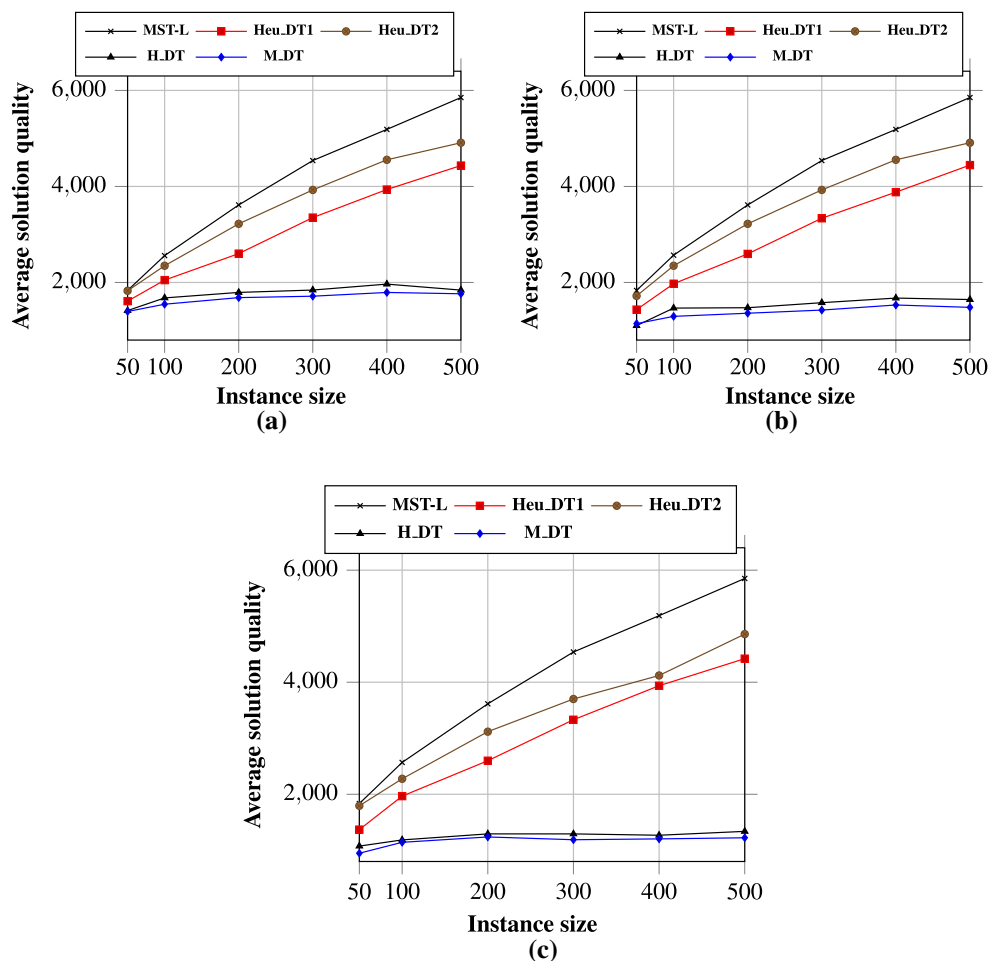 MST-L Heu_DT1 Heu_DT2
H_DT M_DT
6,000
4,000
2,000
50 100 200 300 400 500
Average solution quality
Instance size
(a)
MST-L Heu_DT1 Heu_DT2
H_DT M_DT
6,000
4,000
2,000
50 100 200 300 400 500
Average solution quality
Instance size
(b)
MST-L Heu_DT1 Heu_DT2
H_DT M_DT
6,000
4,000
2,000
50 100 200 300 400 500
Average solution quality
Instance size
(c)